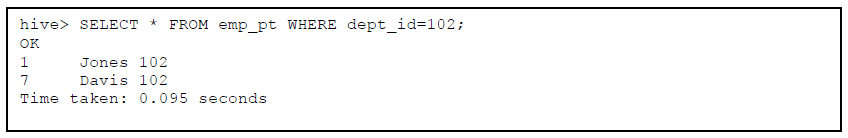 hive> SELECT * FROM emp_pt WHERE dept_id=102;
OK
1 Jones 102
7 Davis 102
Time taken: 0.095 seconds